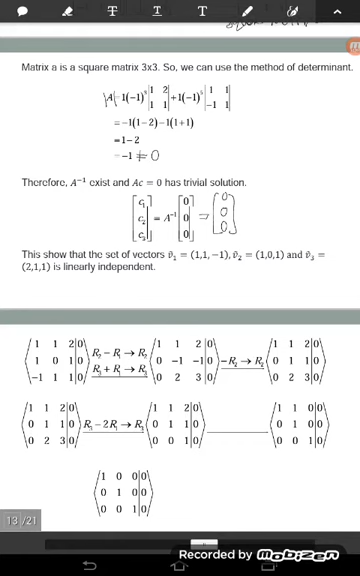 Matrix a is a square matrix 3x3. So, we can use the method of determinant.
|A| = 1(−1)³ |1 2; 1 1| + 1(−1)⁵ |1 1; −1 1|
= −1(1−2) −1(1+1)
= 1−2
= −1 ≠ 0
Therefore, A⁻¹ exist and Ac = 0 has trivial solution.
[c₁; c₂; c₃] = A⁻¹ [0; 0; 0] = [0; 0; 0]
This show that the set of vectors v̄₁ = (1,1,−1), v̄₂ = (1,0,1) and v̄₃ =
(2,1,1) is linearly independent.
(1 1 2|0; 1 0 1|0; −1 1 1|0) R₂ − R₁ → R₂ R₃ + R₁ → R₃ (1 1 2|0; 0 −1 −1|0; 0 2 3|0) −R₂ → R₂ (1 1 2|0; 0 1 1|0; 0 2 3|0)
(1 1 2|0; 0 1 1|0; 0 2 3|0) R₃ − 2R₁ → R₃ (1 1 2|0; 0 1 1|0; 0 0 1|0) (1 1 0|0; 0 1 0|0; 0 0 1|0)
(1 0 0|0; 0 1 0|0; 0 0 1|0)
13 /21
Recorded by Mobizen